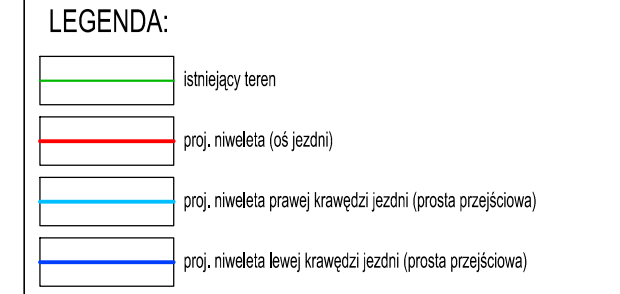 LEGENDA:
istniejący teren
proj. niweleta (oś jezdni)
proj. niweleta prawej krawędzi jezdni (prosta przejściowa)
proj. niweleta lewej krawędzi jezdni (prosta przejściowa)